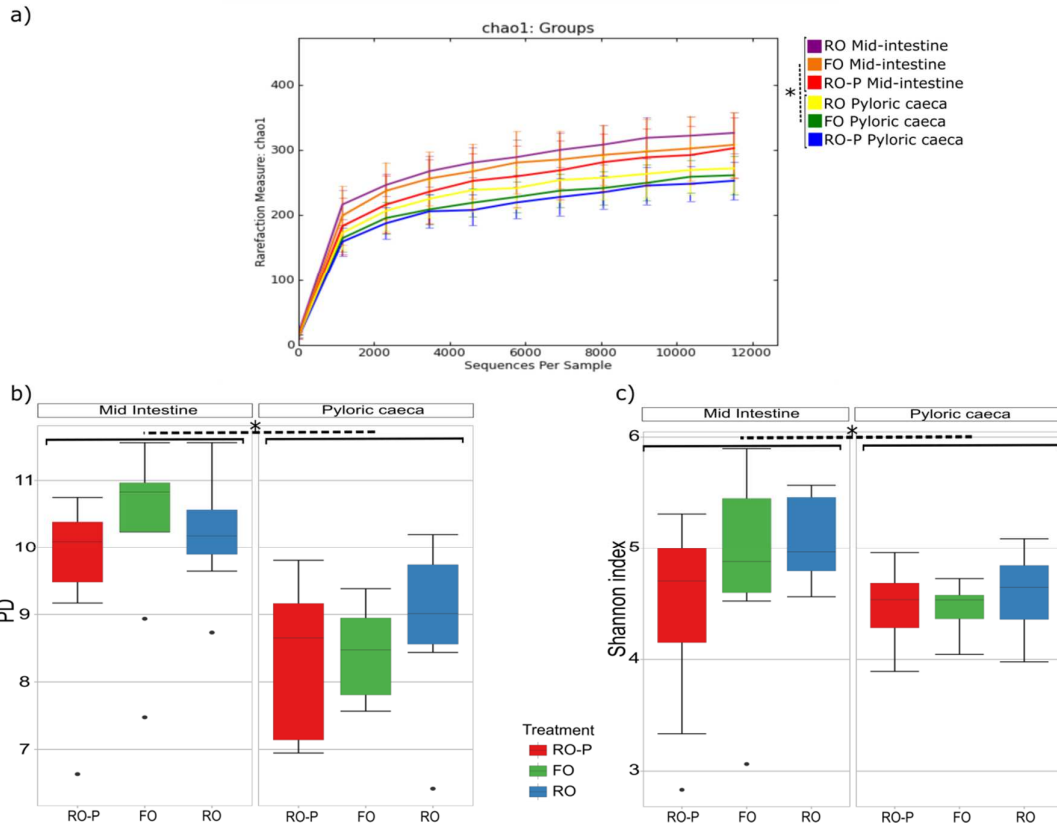 a)
chao1: Groups
RO Mid-intestine
FO Mid-intestine
RO-P Mid-intestine
RO Pyloric caeca
FO Pyloric caeca
RO-P Pyloric caeca
*
Rarefaction Measure: chao1
400
300
200
100
0
0 2000 4000 6000 8000 10000 12000
Sequences Per Sample
b)
Mid Intestine Pyloric caeca
*
PD
11
10
9
8
7
RO-P FO RO RO-P FO RO
Treatment
RO-P
FO
RO
c)
Mid Intestine Pyloric caeca
*
Shannon index
6
5
4
3
RO-P FO RO RO-P FO RO